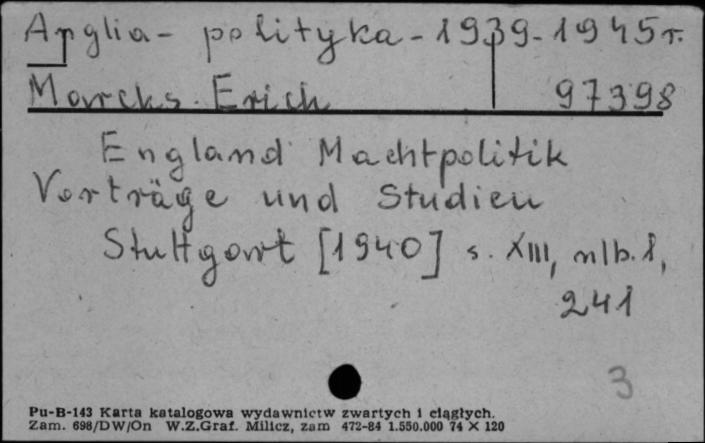 Anglia - polityka - 1939-1945 r.
Marcks Erich 97398
England Machtpolitik
Vorträge und Studien
Stuttgart [1940] s. XIII, nlb. 1,
241
3
Pu-B-143 Karta katalogowa wydawnictw zwartych i ciągłych.
Zam. 698/DW/On W.Z.Graf. Milicz, zam 472-84 1.550.000 74 X 120